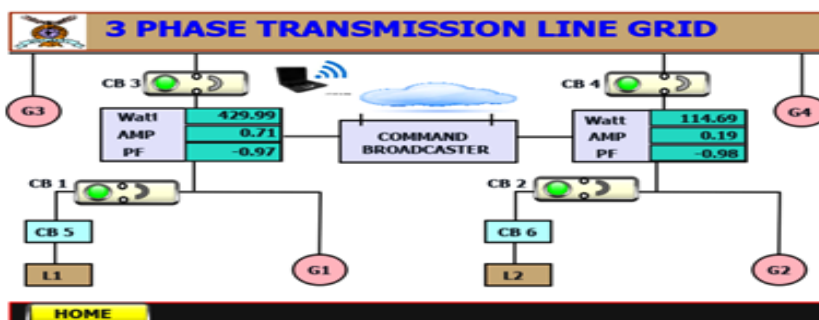 3 PHASE TRANSMISSION LINE GRID
CB 3
CB 4
G3
G4
Watt 429.99
AMP 0.71
PF -0.97
COMMAND
BROADCASTER
Watt 114.69
AMP 0.19
PF -0.98
CB 1
CB 2
CB 5
CB 6
L1
G1
L2
G2
HOME